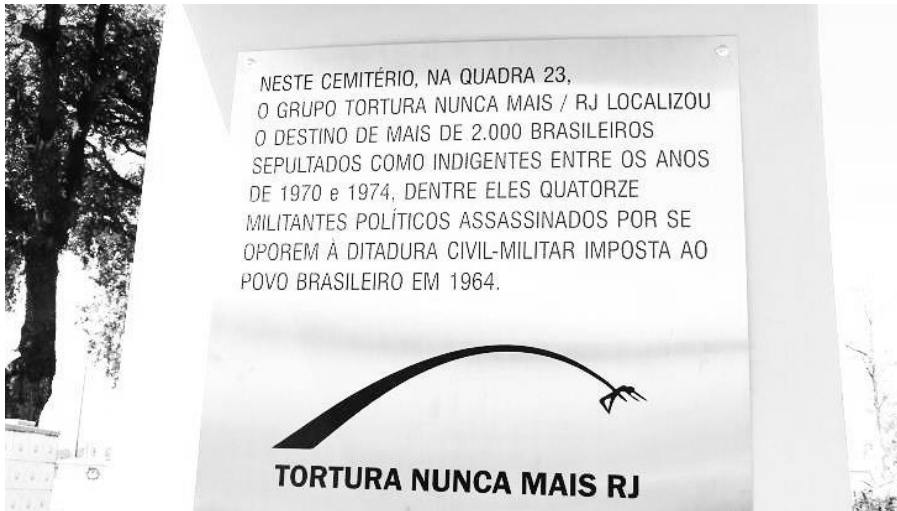 NESTE CEMITÉRIO, NA QUADRA 23,
O GRUPO TORTURA NUNCA MAIS / RJ LOCALIZOU
O DESTINO DE MAIS DE 2.000 BRASILEIROS
SEPULTADOS COMO INDIGENTES ENTRE OS ANOS
DE 1970 e 1974, DENTRE ELES QUATORZE
MILITANTES POLÍTICOS ASSASSINADOS POR SE
OPOREM À DITADURA CIVIL-MILITAR IMPOSTA AO
POVO BRASILEIRO EM 1964.
TORTURA NUNCA MAIS RJ